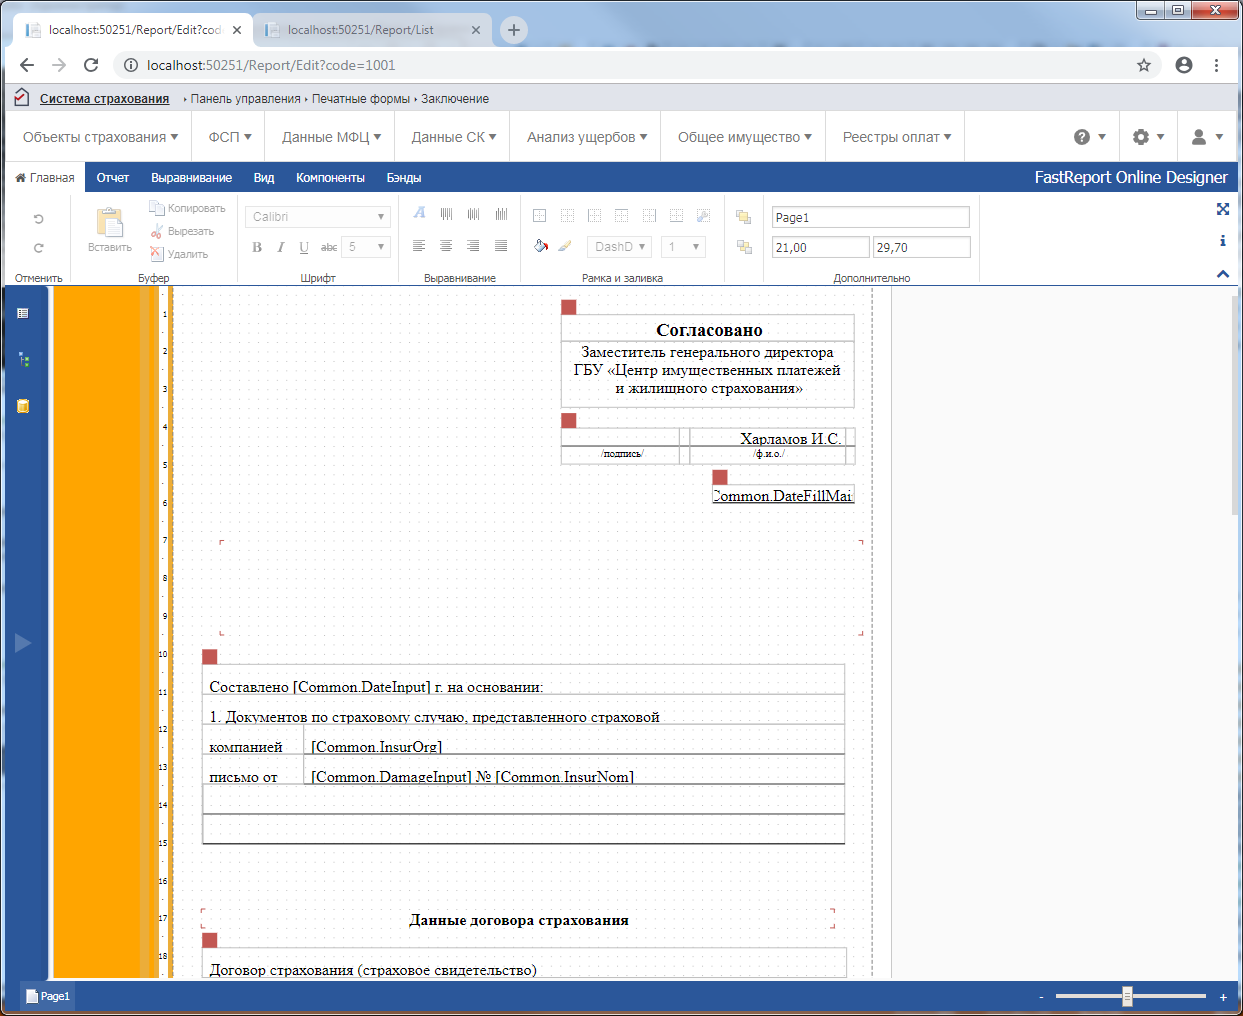 localhost:50251/Report/Edit?cod
localhost:50251/Report/List
localhost:50251/Report/Edit?code=1001
Система страхования
Панель управления
Печатные формы
Заключение
Объекты страхования
ФСП
Данные МФЦ
Данные СК
Анализ ущербов
Общее имущество
Реестры оплат
Главная
Отчет
Выравнивание
Вид
Компоненты
Бэнды
FastReport Online Designer
Отменить
Вставить
Копировать
Вырезать
Удалить
Буфер
Calibri
B I U abc 5
Шрифт
Выравнивание
DashD
1
Рамка и заливка
Page1
21,00
29,70
Дополнительно
1
2
3
4
5
6
7
8
9
10
11
12
13
14
15
16
17
18
Согласовано
Заместитель генерального директора
ГБУ «Центр имущественных платежей
и жилищного страхования»
Харламов И.С.
/подпись/
/ф.и.о./
Common.DateFillMai
Составлено [Common.DateInput] г. на основании:
1. Документов по страховому случаю, представленного страховой
компанией [Common.InsurOrg]
письмо от [Common.DamageInput] № [Common.InsurNom]
Данные договора страхования
Договор страхования (страховое свидетельство)
Page1
- +